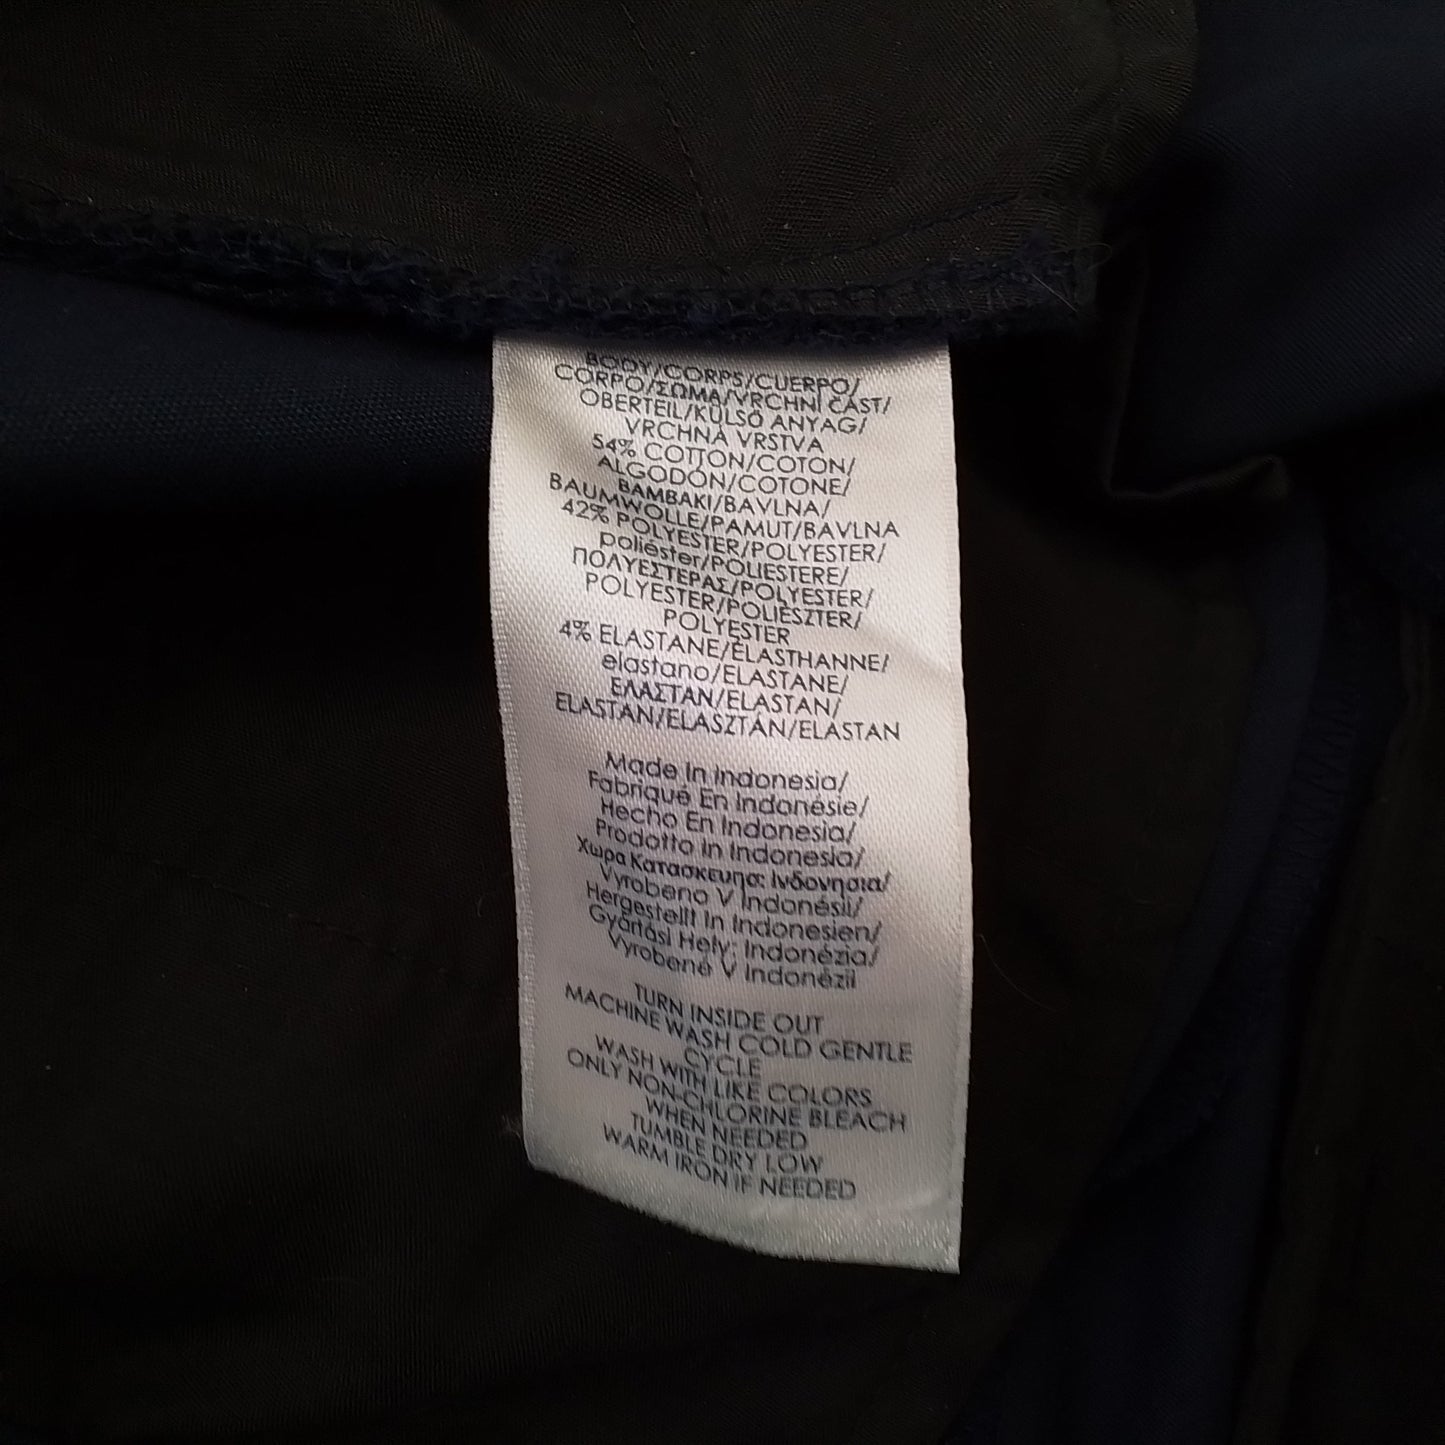 BODY/CORPS/CUERPO/
CORPO/ΣΩΜΑ/VRCHNÍ ČÁST/
OBERTEIL/KÜLSŐ ANYAG/
VRCHNÁ VRSTVA
54% COTTON/COTON/
ALGODÓN/COTONE/
BAMBAKI/BAVLNA/
BAUMWOLLE/PAMUT/BAVLNA
42% POLYESTER/POLYESTER/
poliéster/POLIESTERE/
ΠΟΛΥΕΣΤΕΡΑΣ/POLYESTER/
POLYESTER/POLIÉSZTER/
POLYESTER
4% ELASTANE/ÉLASTHANNE/
elastano/ELASTANE/
ΕΛΑΣΤΑΝ/ELASTAN/
ELASTAN/ELASZTÁN/ELASTAN
Made In Indonesia/
Fabriqué En Indonésie/
Hecho En Indonesia/
Prodotto In Indonesia/
Χωρα Κατασκευησ: Ινδονησια/
Vyrobeno V Indonésii/
Hergestellt In Indonesien/
Gyártási Hely: Indonézia/
Vyrobené V Indonézii
TURN INSIDE OUT
MACHINE WASH COLD GENTLE
CYCLE
WASH WITH LIKE COLORS
ONLY NON-CHLORINE BLEACH
WHEN NEEDED
TUMBLE DRY LOW
WARM IRON IF NEEDED